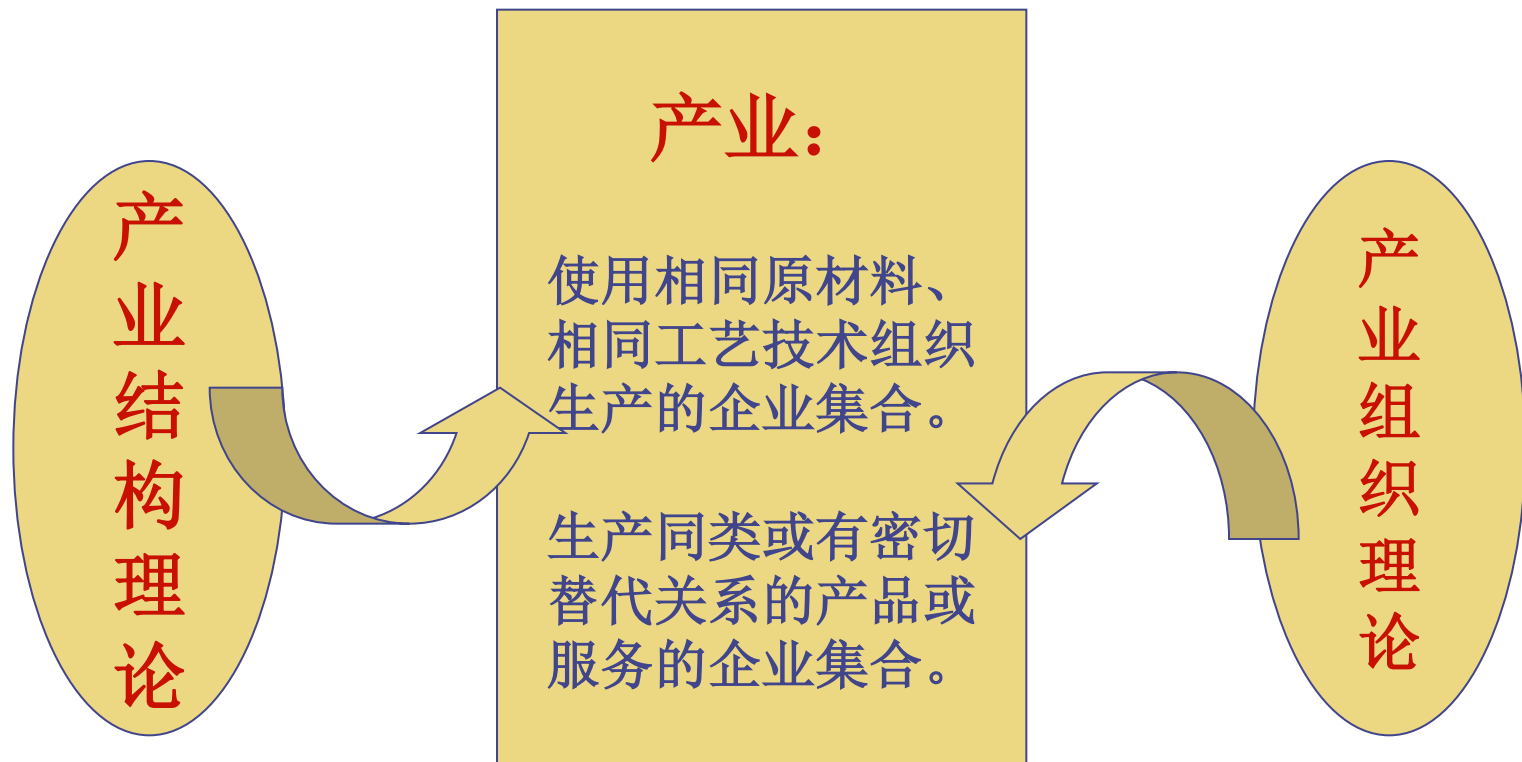 产业结构理论
产业：
使用相同原材料、
相同工艺技术组织
生产的企业集合。
生产同类或有密切
替代关系的产品或
服务的企业集合。
产业组织理论